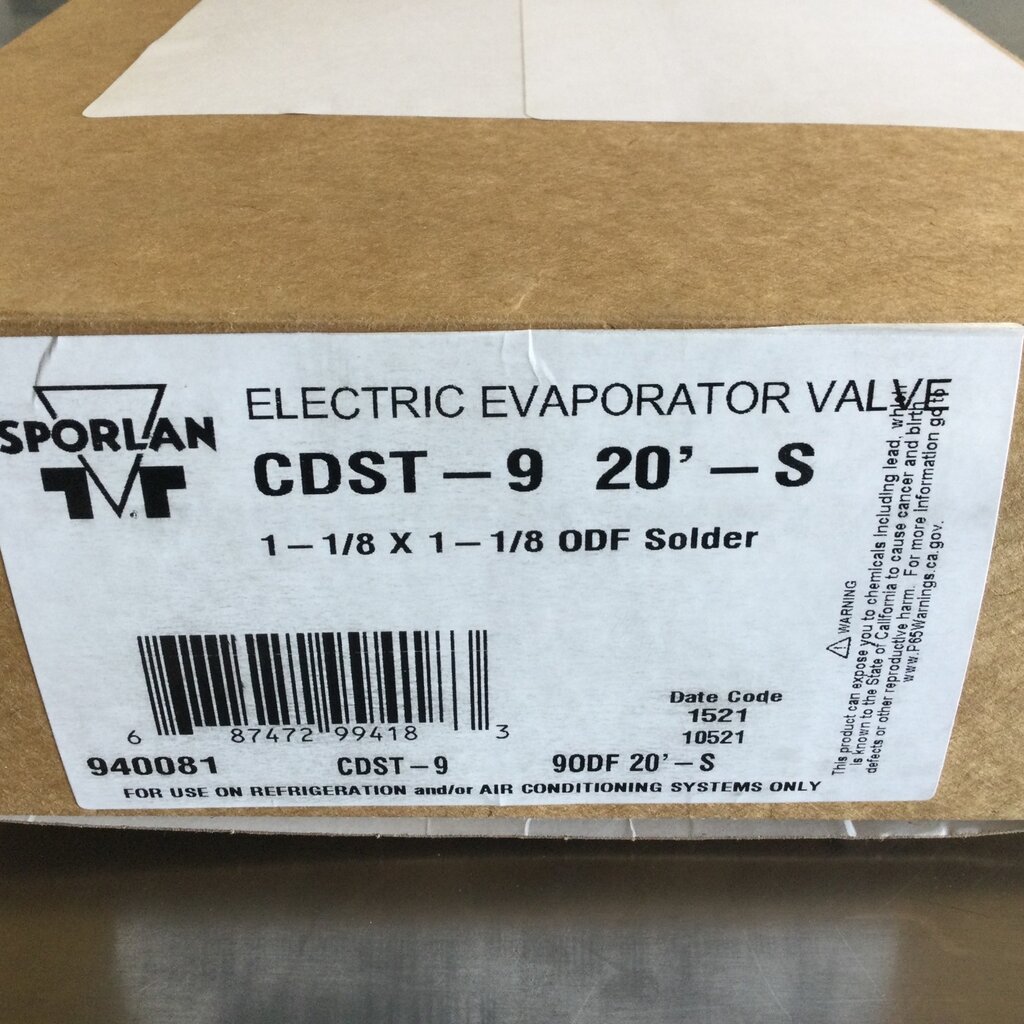 SPORLAN
ELECTRIC EVAPORATOR VALVE
CDST-9 20'-S
1-1/8 X 1-1/8 ODF Solder
Date Code
1521
10521
6 87472 99418 3
940081 CDST-9 9ODF 20'-S
FOR USE ON REFRIGERATION and/or AIR CONDITIONING SYSTEMS ONLY
⚠ WARNING
This product can expose you to chemicals including lead, which
is known to the State of California to cause cancer and birth
defects or other reproductive harm. For more information go to
www.P65Warnings.ca.gov.